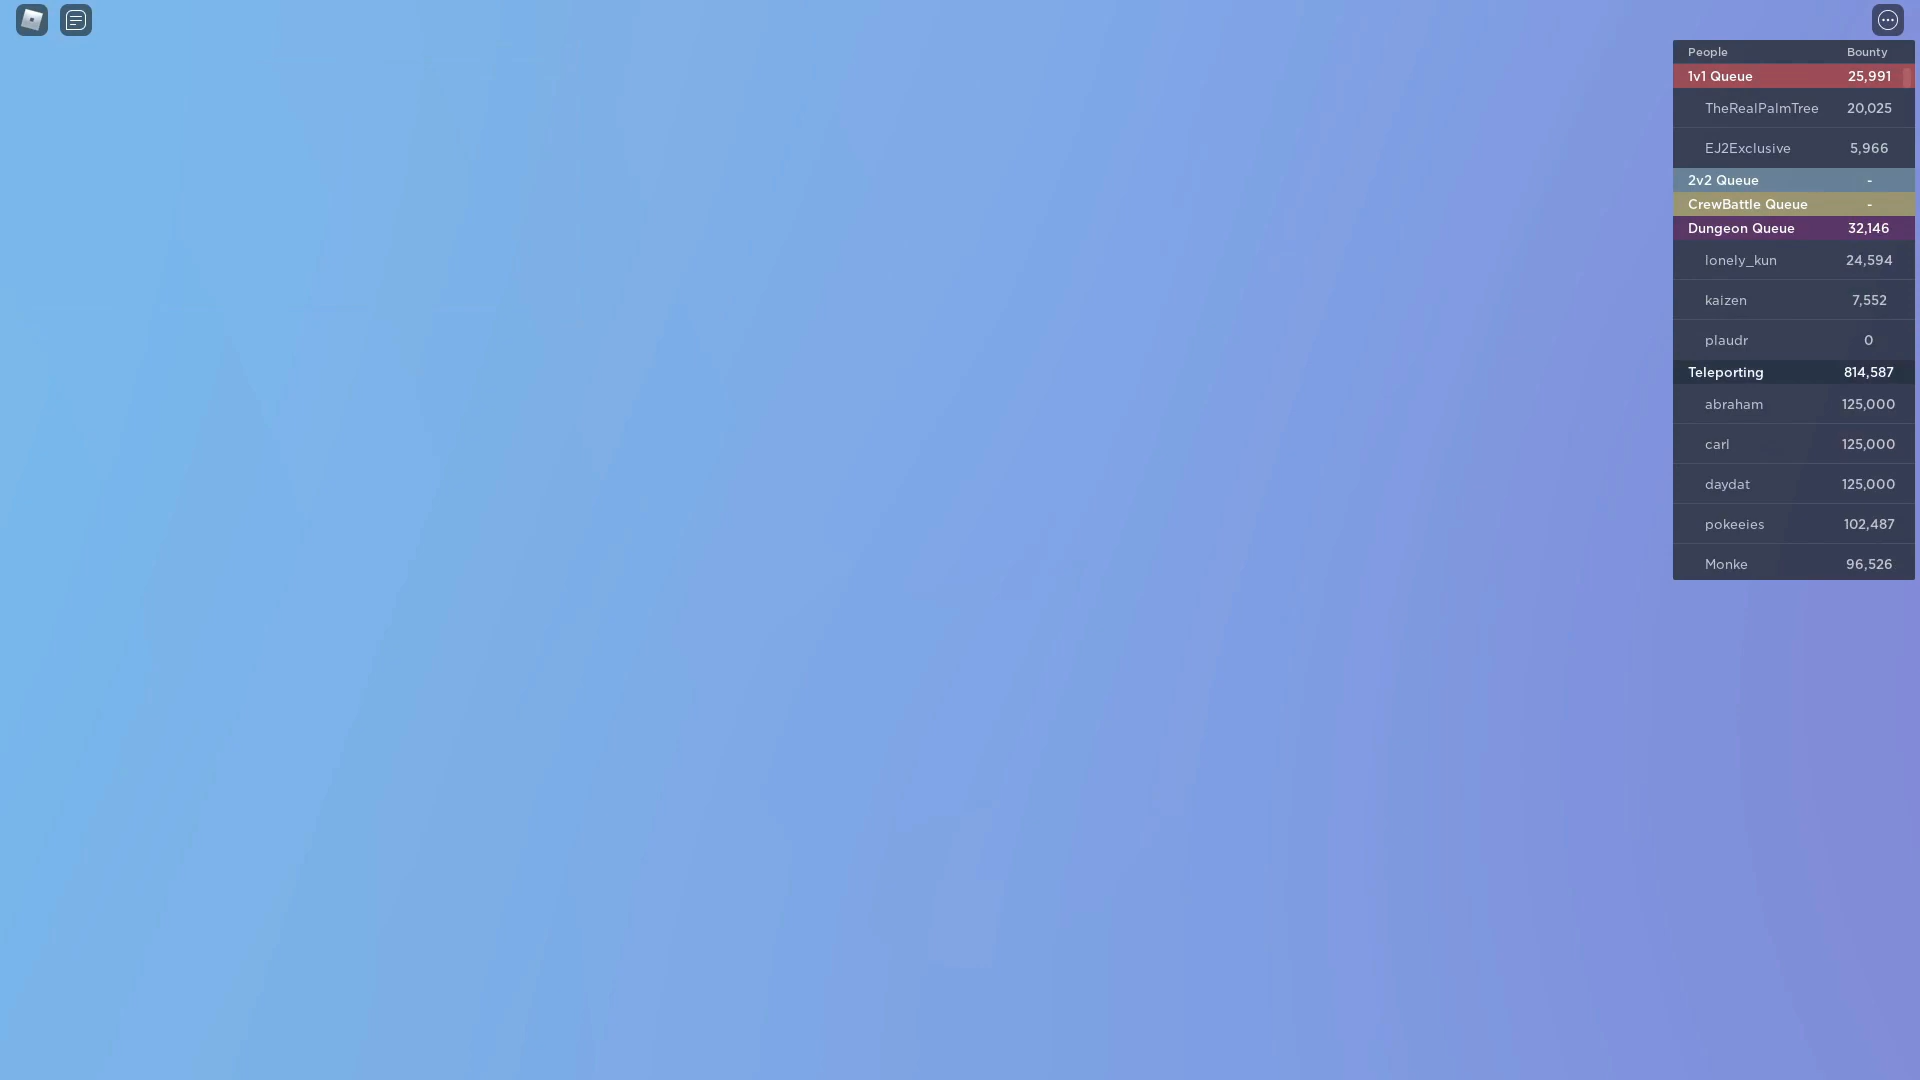 People Bounty
1v1 Queue 25,991
TheRealPalmTree 20,025
EJ2Exclusive 5,966
2v2 Queue -
CrewBattle Queue -
Dungeon Queue 32,146
lonely_kun 24,594
kaizen 7,552
plaudr 0
Teleporting 814,587
abraham 125,000
carl 125,000
daydat 125,000
pokeeies 102,487
Monke 96,526